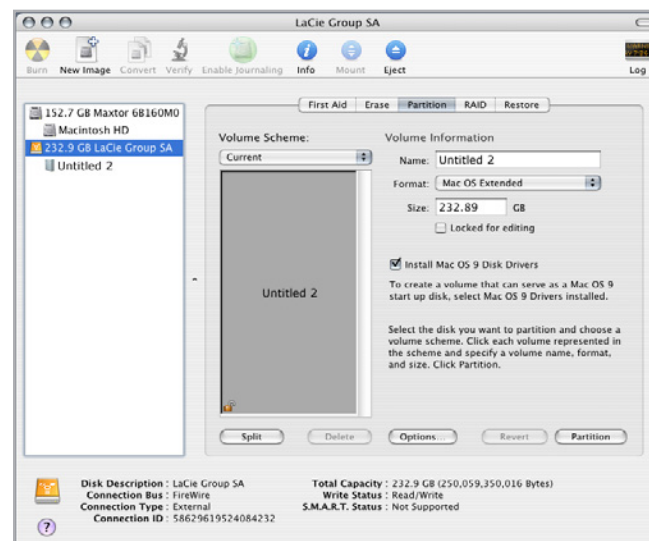 LaCie Group SA
Burn New Image Convert Verify Enable Journaling Info Mount Eject Log
152.7 GB Maxtor 6B160M0
Macintosh HD
232.9 GB LaCie Group SA
Untitled 2
First Aid Erase Partition RAID Restore
Volume Scheme:
Current
Untitled 2
Volume Information
Name: Untitled 2
Format: Mac OS Extended
Size: 232.89 GB
Locked for editing
Install Mac OS 9 Disk Drivers
To create a volume that can serve as a Mac OS 9
start up disk, select Mac OS 9 Drivers installed.
Select the disk you want to partition and choose a
volume scheme. Click each volume represented in
the scheme and specify a volume name, format,
and size. Click Partition.
Split Delete Options... Revert Partition
Disk Description : LaCie Group SA
Connection Bus : FireWire
Connection Type : External
Connection ID : 58629619524084232
Total Capacity : 232.9 GB (250,059,350,016 Bytes)
Write Status : Read/Write
S.M.A.R.T. Status : Not Supported
?